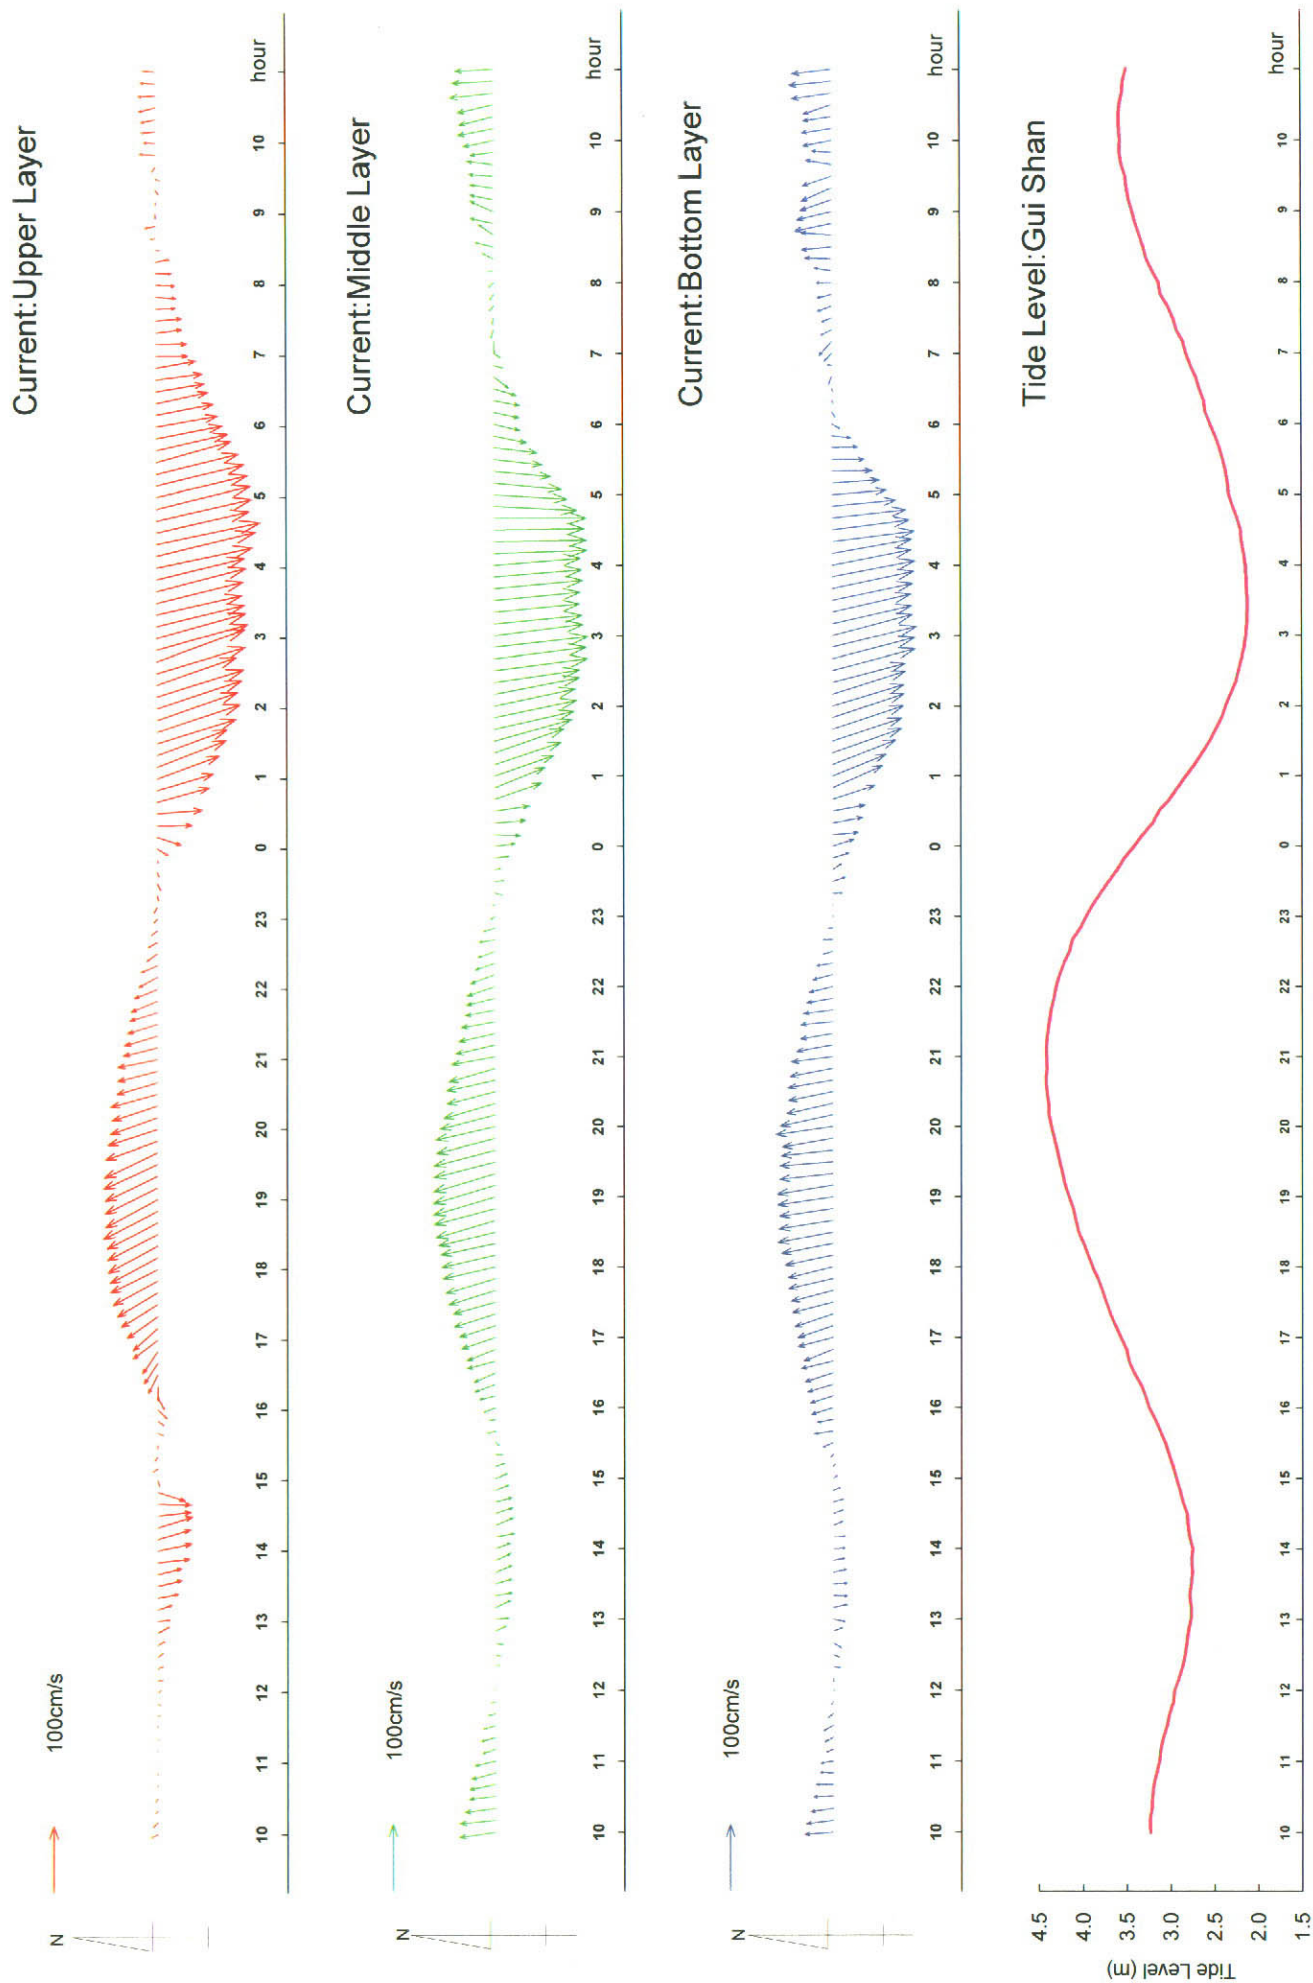 Current:Upper Layer
100cm/s
N
10 11 12 13 14 15 16 17 18 19 20 21 22 23 0 1 2 3 4 5 6 7 8 9 10 hour
Current:Middle Layer
100cm/s
N
10 11 12 13 14 15 16 17 18 19 20 21 22 23 0 1 2 3 4 5 6 7 8 9 10 hour
Current:Bottom Layer
100cm/s
N
10 11 12 13 14 15 16 17 18 19 20 21 22 23 0 1 2 3 4 5 6 7 8 9 10 hour
Tide Level:Gui Shan
Tide Level (m)
4.5
4.0
3.5
3.0
2.5
2.0
1.5
10 11 12 13 14 15 16 17 18 19 20 21 22 23 0 1 2 3 4 5 6 7 8 9 10 hour